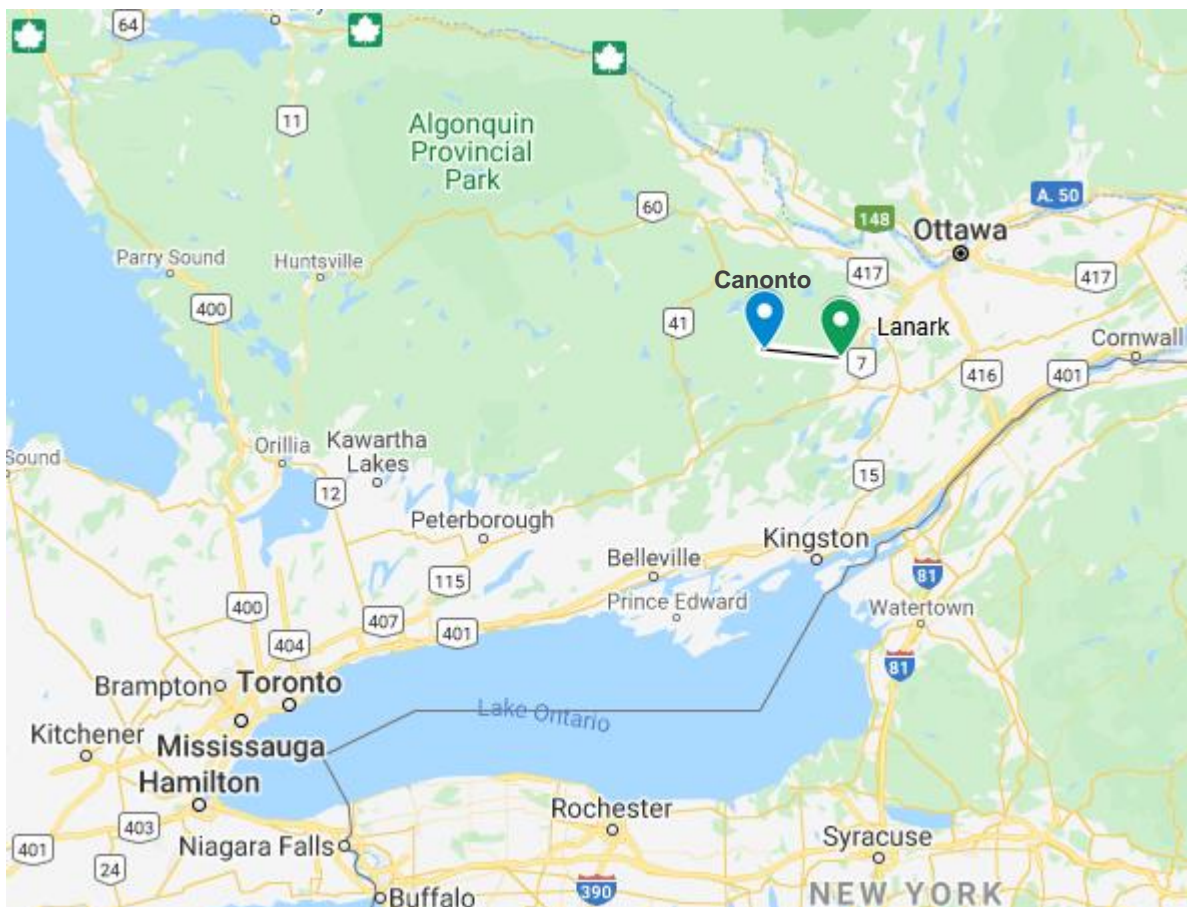 64
11
Algonquin
Provincial
Park
60
148
A. 50
Ottawa
417
417
Parry Sound
Huntsville
400
41
Canonto
Lanark
7
Cornwall
416
401
Orillia
Kawartha
Lakes
Sound
12
15
Peterborough
Kingston
Belleville
115
81
Prince Edward
Watertown
400
407
401
404
81
Brampton
Toronto
Lake Ontario
Kitchener
Mississauga
Hamilton
403
Rochester
Syracuse
401
Niagara Falls
24
390
NEW YORK
Buffalo